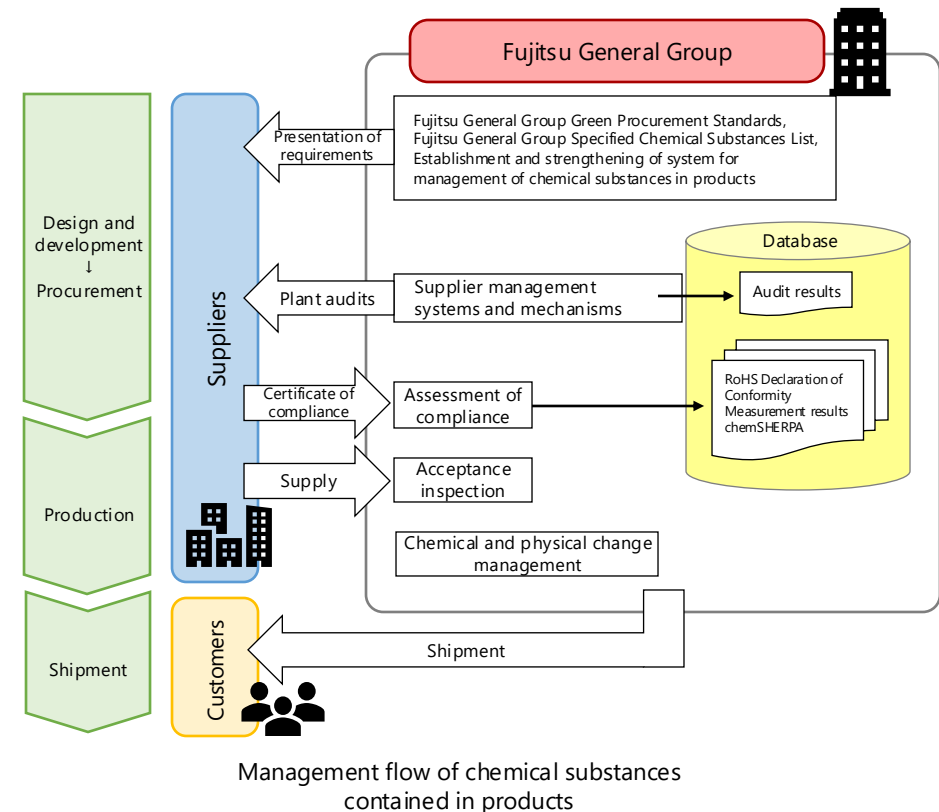 Fujitsu General Group
Fujitsu General Group Green Procurement Standards,
Fujitsu General Group Specified Chemical Substances List,
Establishment and strengthening of system for
management of chemical substances in products
Presentation of
requirements
Design and
development
↓
Procurement
Suppliers
Plant audits
Supplier management
systems and mechanisms
Database
Audit results
Certificate of
compliance
Assessment of
compliance
RoHS Declaration of
Conformity
Measurement results
chemSHERPA
Supply
Acceptance
inspection
Production
Chemical and physical change
management
Shipment
Customers
Shipment
Management flow of chemical substances
contained in products